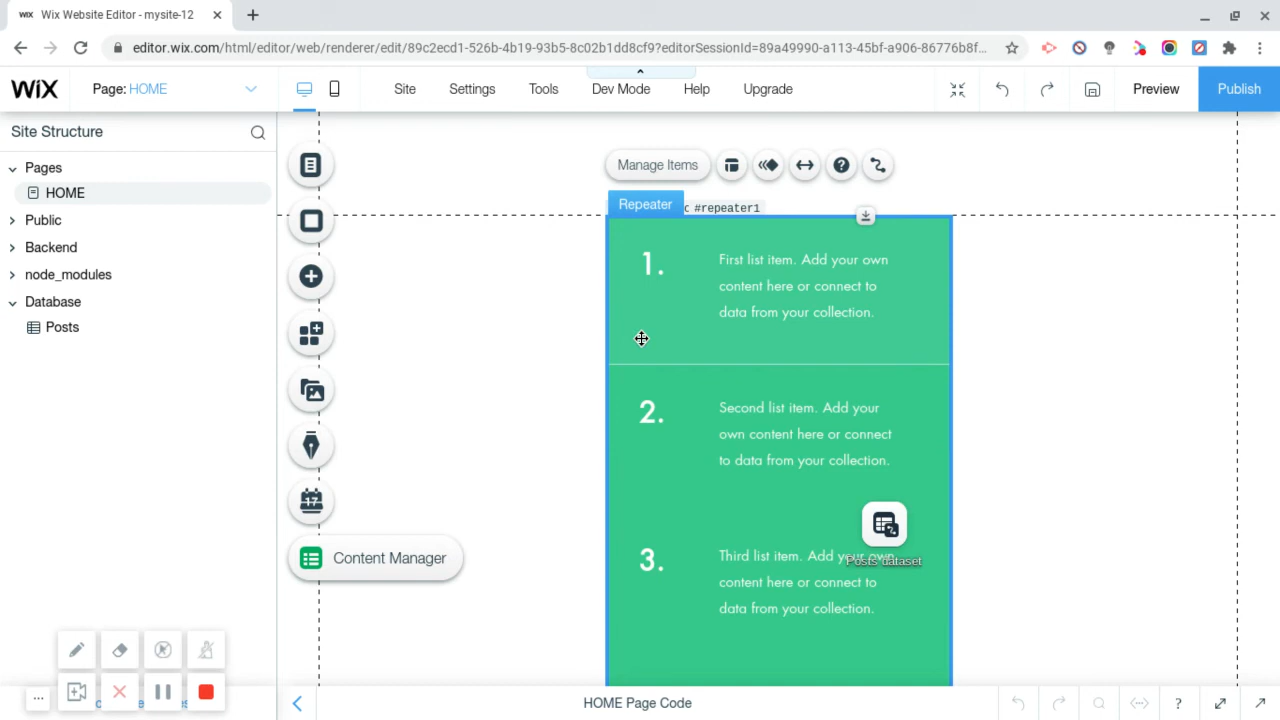 WiX Wix Website Editor - mysite-12
editor.wix.com/html/editor/web/renderer/edit/89c2ecd1-526b-4b19-93b5-8c02b1dd8cf9?editorSessionId=89a49990-a113-45bf-a906-86776b8f...
WiX
Page: HOME
Site
Settings
Tools
Dev Mode
Help
Upgrade
Preview
Publish
Site Structure
Pages
HOME
Public
Backend
node_modules
Database
Posts
17
Content Manager
Manage Items
?
Repeater
#repeater1
1.
First list item. Add your own
content here or connect to
data from your collection.
2.
Second list item. Add your
own content here or connect
to data from your collection.
3.
Third list item. Add your own
content here or connect to
data from your collection.
Posts dataset
...
HOME Page Code
?